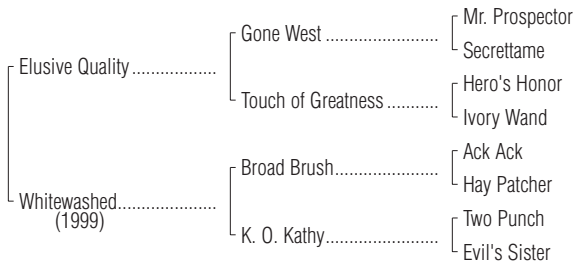 Mr. Prospector
Gone West
Secrettame
Elusive Quality
Hero's Honor
Touch of Greatness
Ivory Wand
Ack Ack
Broad Brush
Hay Patcher
Whitewashed
(1999)
Two Punch
K. O. Kathy
Evil's Sister